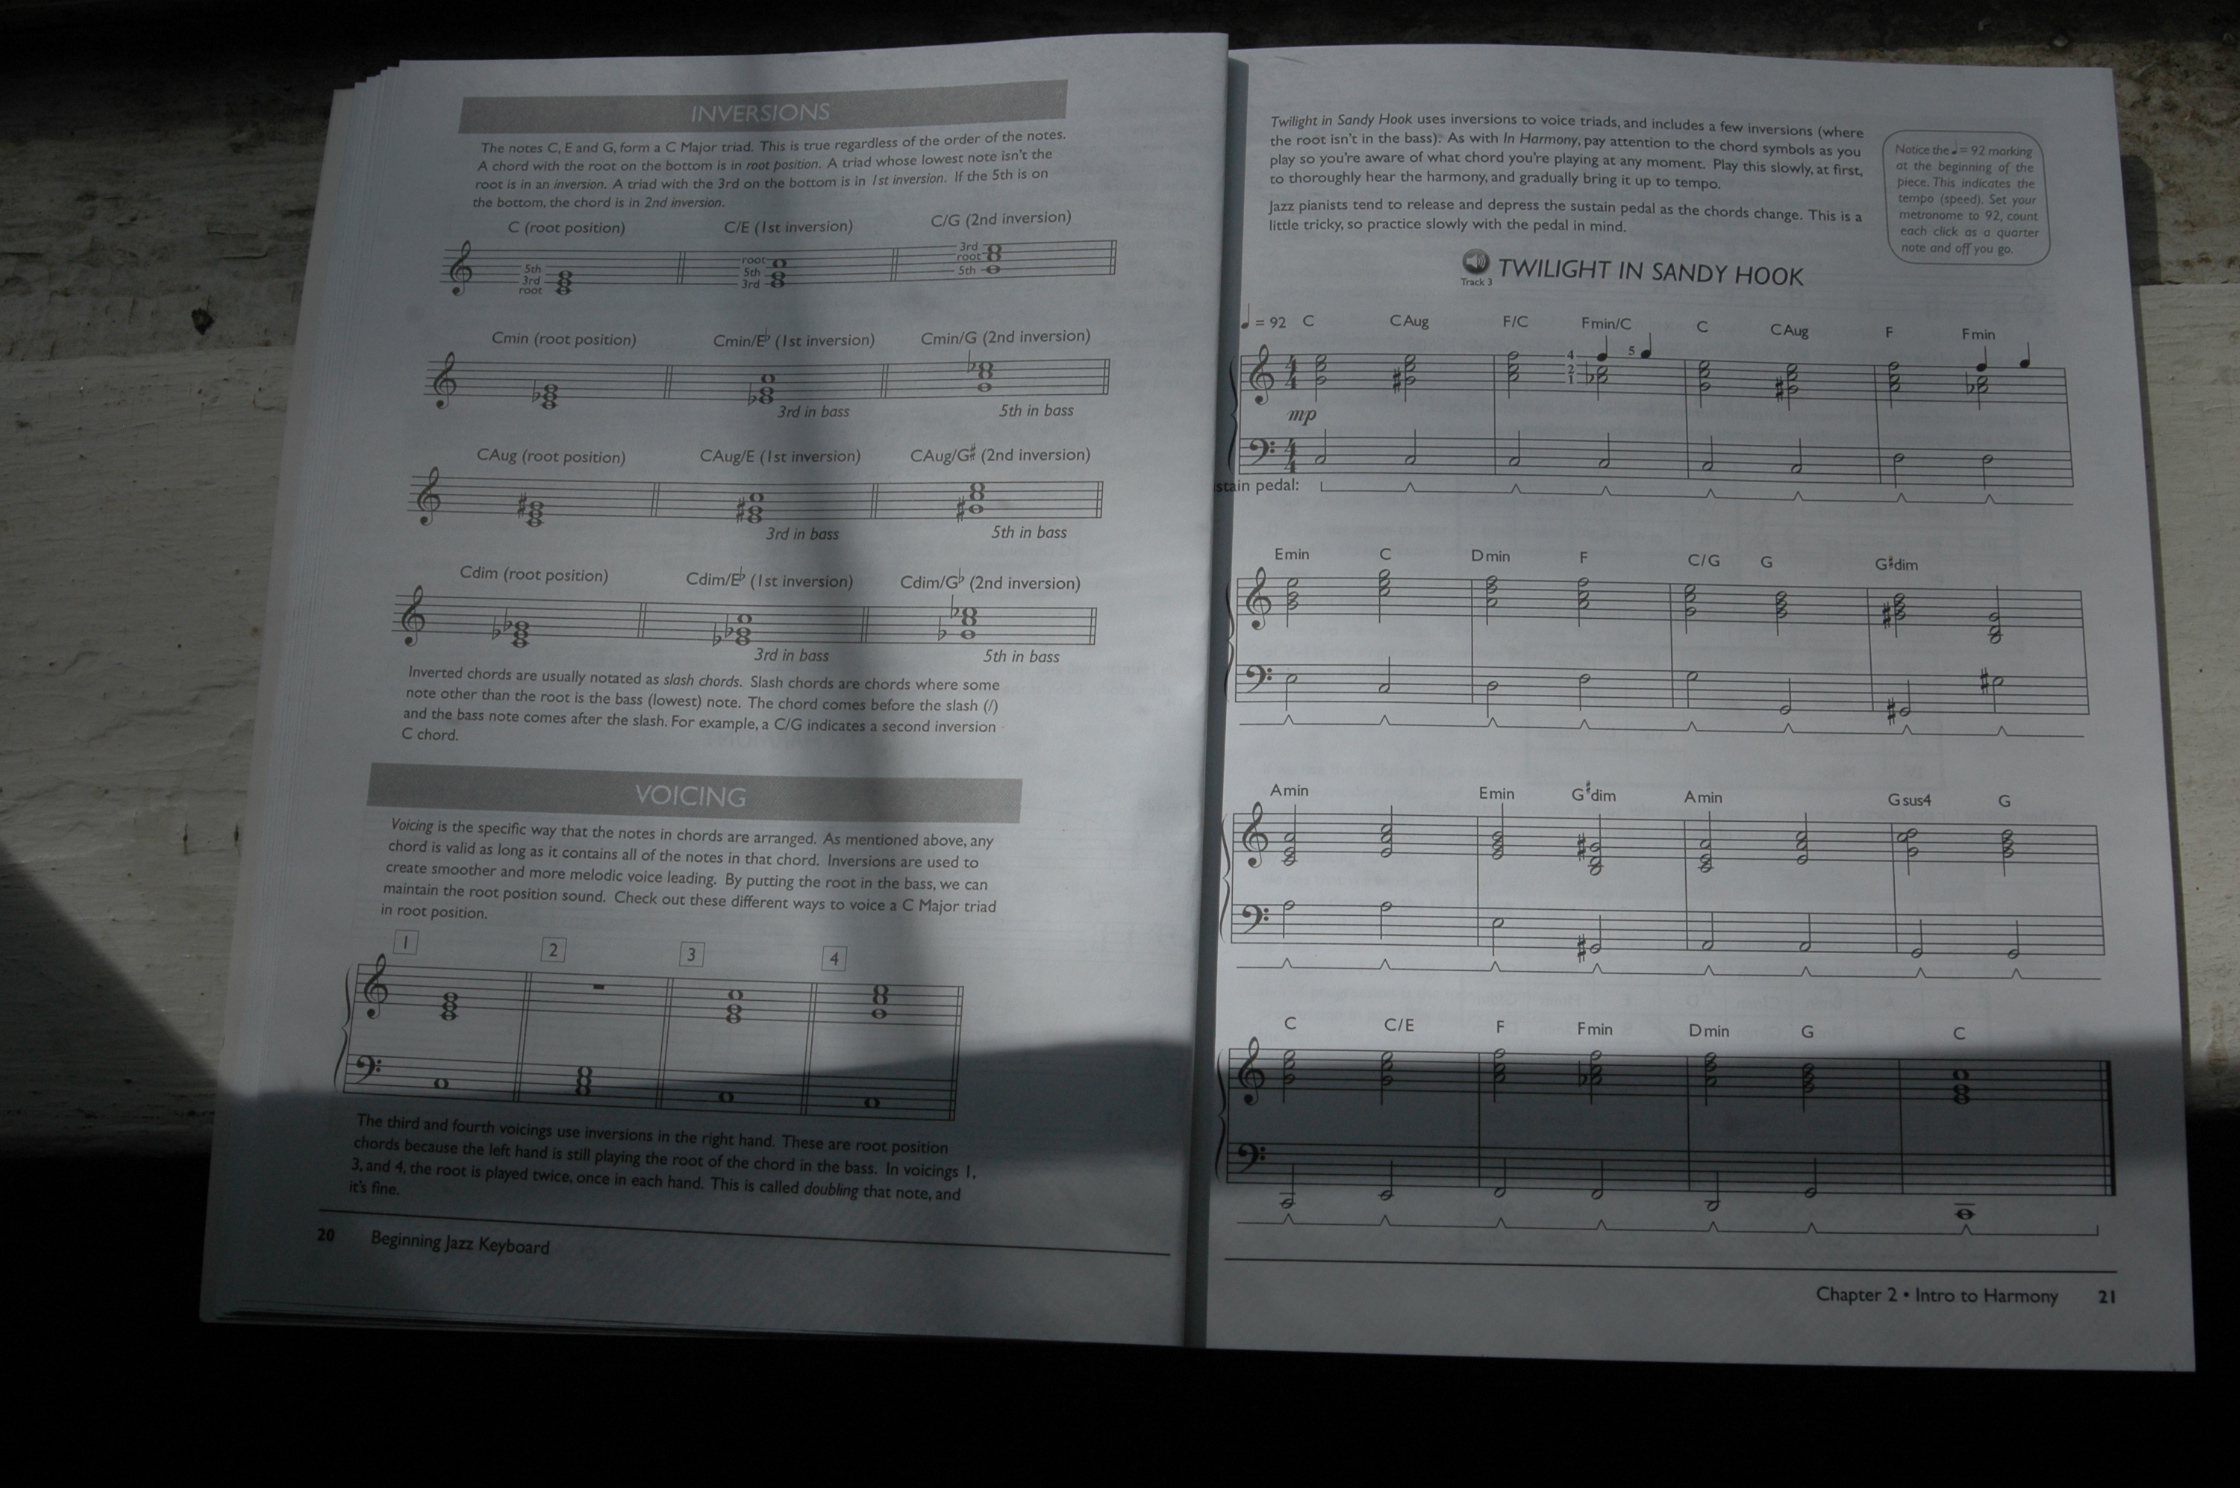 INVERSIONS
The notes C, E and G, form a C Major triad. This is true regardless of the order of the notes.
A chord with the root on the bottom is in root position. A triad whose lowest note isn't the
root is in an inversion. A triad with the 3rd on the bottom is in 1st inversion. If the 5th is on
the bottom, the chord is in 2nd inversion.
C (root position) C/E (1st inversion) C/G (2nd inversion)
5th
3rd
root
root
5th
3rd
3rd
root
5th
Cmin (root position) Cmin/E♭ (1st inversion) Cmin/G (2nd inversion)
3rd in bass 5th in bass
CAug (root position) CAug/E (1st inversion) CAug/G♯ (2nd inversion)
3rd in bass 5th in bass
Cdim (root position) Cdim/E♭ (1st inversion) Cdim/G♭ (2nd inversion)
3rd in bass 5th in bass
Inverted chords are usually notated as slash chords. Slash chords are chords where some
note other than the root is the bass (lowest) note. The chord comes before the slash (/)
and the bass note comes after the slash. For example, a C/G indicates a second inversion
C chord.
VOICING
Voicing is the specific way that the notes in chords are arranged. As mentioned above, any
chord is valid as long as it contains all of the notes in that chord. Inversions are used to
create smoother and more melodic voice leading. By putting the root in the bass, we can
maintain the root position sound. Check out these different ways to voice a C Major triad
in root position.
1 2 3 4
The third and fourth voicings use inversions in the right hand. These are root position
chords because the left hand is still playing the root of the chord in the bass. In voicings 1,
3, and 4, the root is played twice, once in each hand. This is called doubling that note, and
it's fine.
20 Beginning Jazz Keyboard
Twilight in Sandy Hook uses inversions to voice triads, and includes a few inversions (where
the root isn't in the bass). As with In Harmony, pay attention to the chord symbols as you
play so you're aware of what chord you're playing at any moment. Play this slowly, at first,
to thoroughly hear the harmony, and gradually bring it up to tempo.
Jazz pianists tend to release and depress the sustain pedal as the chords change. This is a
little tricky, so practice slowly with the pedal in mind.
Notice the ♩ = 92 marking
at the beginning of the
piece. This indicates the
tempo (speed). Set your
metronome to 92, count
each click as a quarter
note and off you go.
TWILIGHT IN SANDY HOOK
Track 3
♩ = 92 C CAug F/C Fmin/C C CAug F Fmin
4 5
2
1
4
4
mp
4
4
stain pedal:
Emin C Dmin F C/G G G♯dim
Amin Emin G♯dim Amin Gsus4 G
C C/E F Fmin Dmin G C
Chapter 2 • Intro to Harmony 21